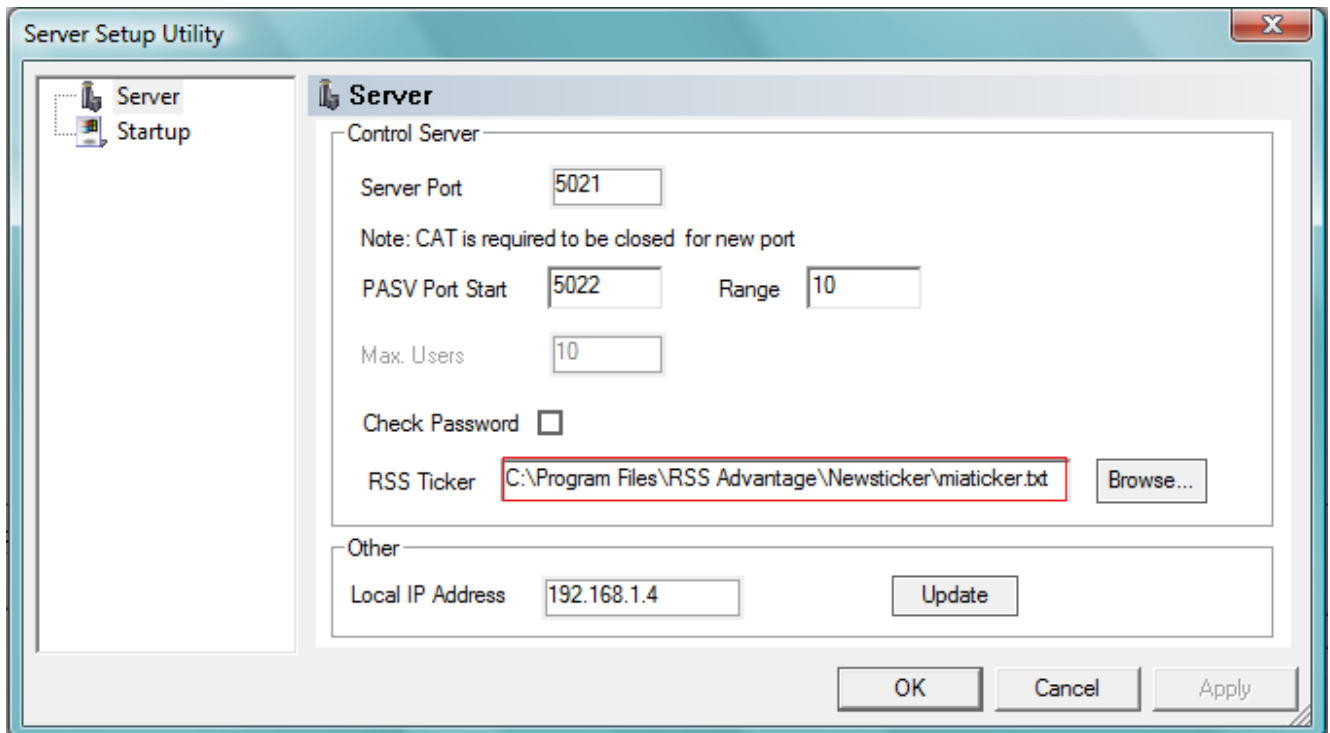 Server Setup Utility
Server
Startup
Server
Control Server
Server Port 5021
Note: CAT is required to be closed for new port
PASV Port Start 5022 Range 10
Max. Users 10
Check Password
RSS Ticker C:\Program Files\RSS Advantage\Newsticker\miaticker.txt Browse...
Other
Local IP Address 192.168.1.4 Update
OK Cancel Apply